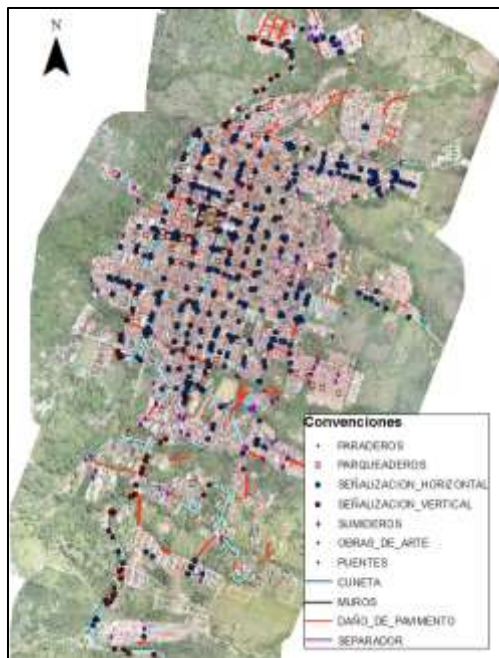 N
Convenciones
PARADEROS
PARQUEADEROS
SEÑALIZACION_HORIZONTAL
SEÑALIZACION_VERTICAL
SUMIDEROS
OBRAS_DE_ARTE
PUENTES
CUNETA
MUROS
DAÑO_DE_PAVIMENTO
SEPARADOR